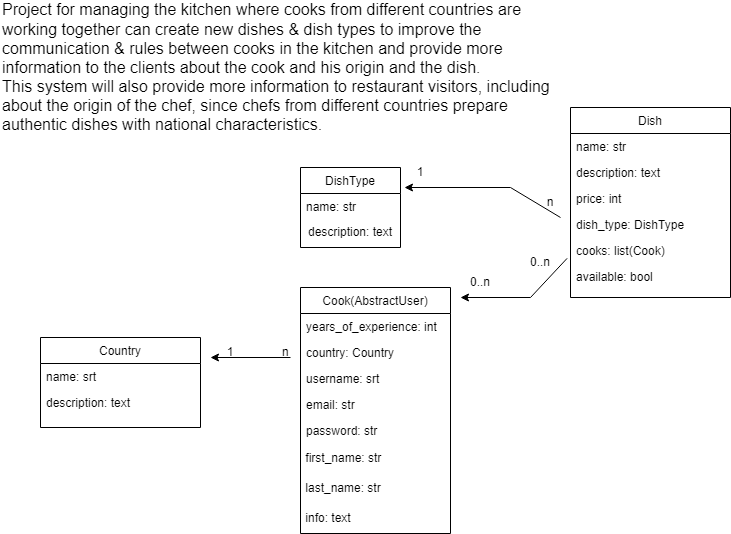 Project for managing the kitchen where cooks from different countries are
working together can create new dishes & dish types to improve the
communication & rules between cooks in the kitchen and provide more
information to the clients about the cook and his origin and the dish.
This system will also provide more information to restaurant visitors, including
about the origin of the chef, since chefs from different countries prepare
authentic dishes with national characteristics.
Dish
name: str
description: text
price: int
dish_type: DishType
cooks: list(Cook)
available: bool
DishType
name: str
description: text
1
n
0..n
0..n
Cook(AbstractUser)
years_of_experience: int
country: Country
username: srt
email: str
password: str
first_name: str
last_name: str
info: text
1
n
Country
name: srt
description: text